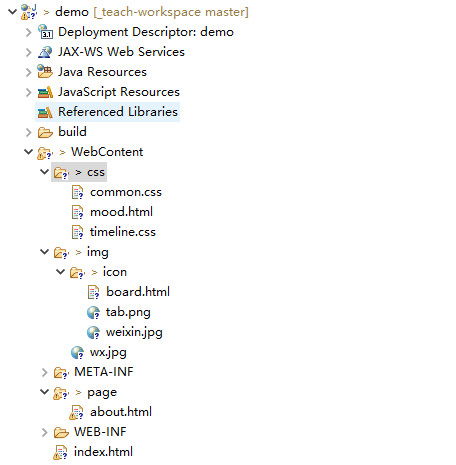 > demo [_teach-workspace master]
Deployment Descriptor: demo
JAX-WS Web Services
Java Resources
JavaScript Resources
Referenced Libraries
build
> WebContent
> css
common.css
mood.html
timeline.css
> img
> icon
board.html
tab.png
weixin.jpg
wx.jpg
META-INF
> page
about.html
WEB-INF
index.html